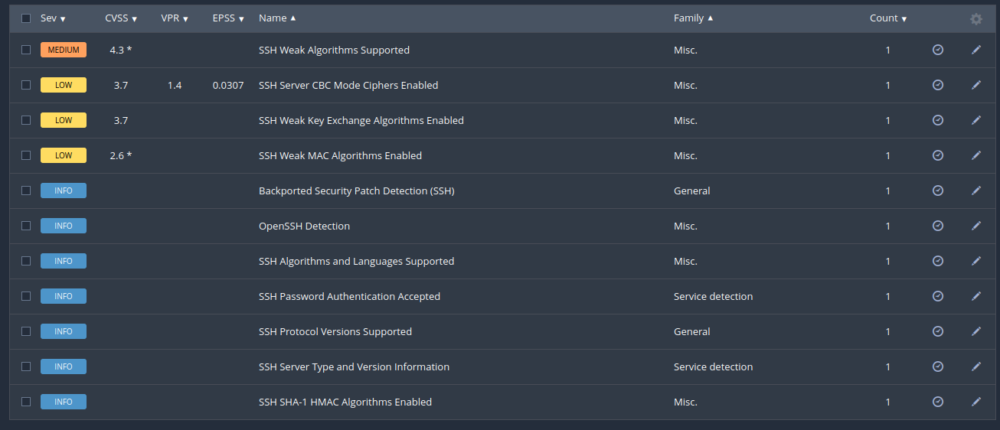 Sev ▼ CVSS ▼ VPR ▼ EPSS ▼ Name ▲ Family ▲ Count ▼
MEDIUM 4.3 * SSH Weak Algorithms Supported Misc. 1
LOW 3.7 1.4 0.0307 SSH Server CBC Mode Ciphers Enabled Misc. 1
LOW 3.7 SSH Weak Key Exchange Algorithms Enabled Misc. 1
LOW 2.6 * SSH Weak MAC Algorithms Enabled Misc. 1
INFO Backported Security Patch Detection (SSH) General 1
INFO OpenSSH Detection Misc. 1
INFO SSH Algorithms and Languages Supported Misc. 1
INFO SSH Password Authentication Accepted Service detection 1
INFO SSH Protocol Versions Supported General 1
INFO SSH Server Type and Version Information Service detection 1
INFO SSH SHA-1 HMAC Algorithms Enabled Misc. 1